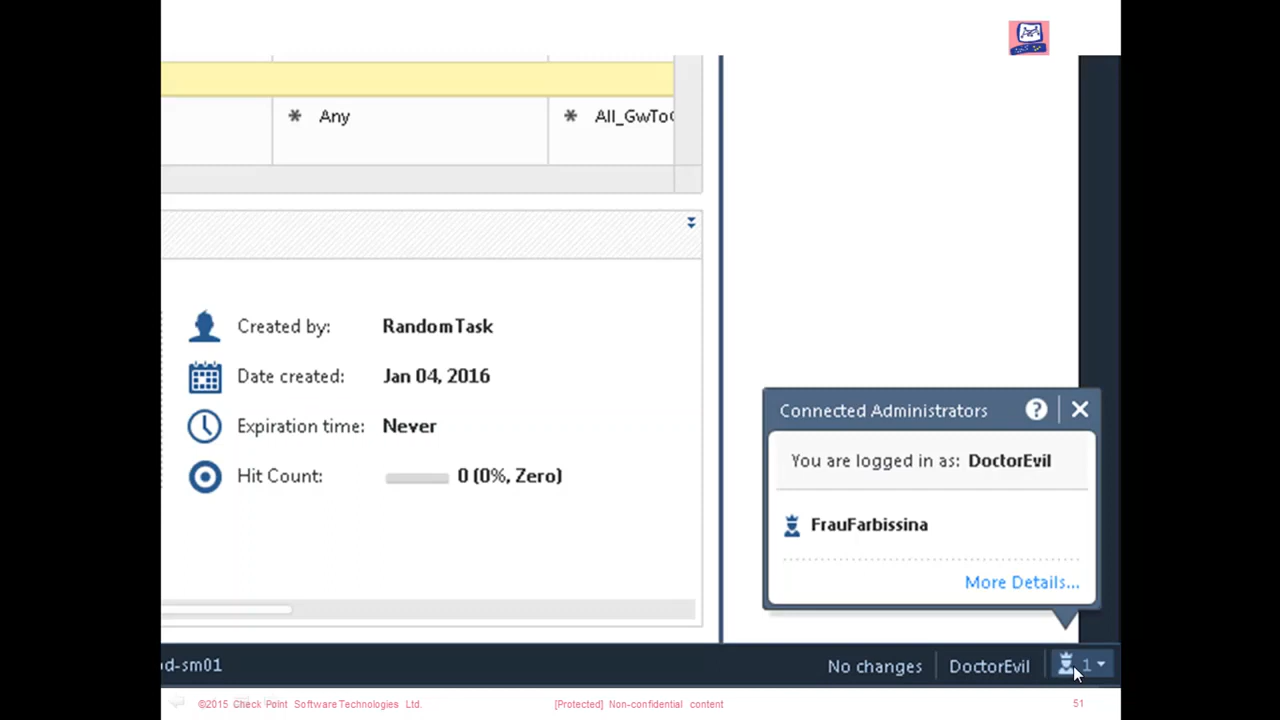 * Any * All_GwToG
Created by: RandomTask
Date created: Jan 04, 2016
Expiration time: Never
Hit Count: 0 (0%, Zero)
Connected Administrators ?
You are logged in as: DoctorEvil
FrauFarbissina
More Details...
od-sm01 No changes DoctorEvil 1
©2015 Check Point Software Technologies Ltd. [Protected] Non-confidential content 51